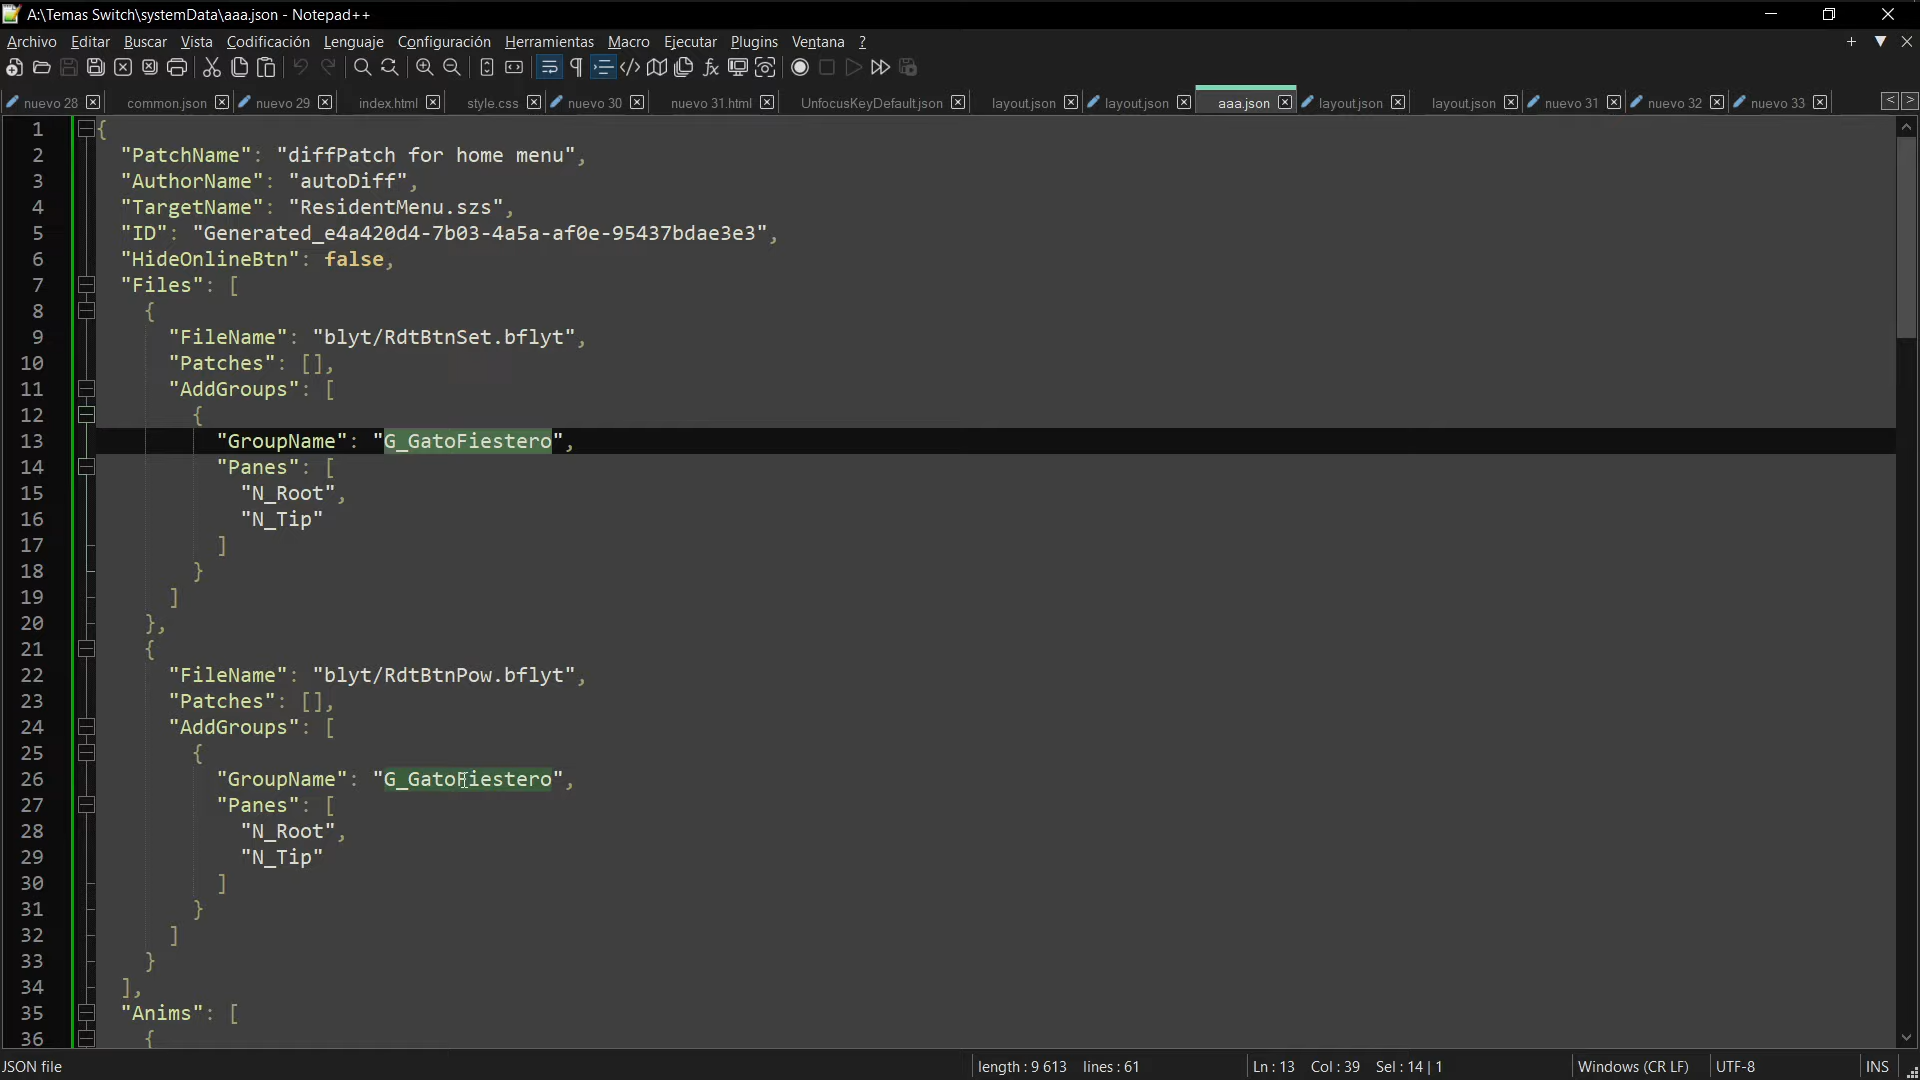 A:\Temas Switch\systemData\aaa.json - Notepad++
Archivo Editar Buscar Vista Codificación Lenguaje Configuración Herramientas Macro Ejecutar Plugins Ventana ?
nuevo 28 common.json nuevo 29 index.html style.css nuevo 30 nuevo 31.html UnfocusKeyDefault.json layout.json layout.json aaa.json layout.json layout.json nuevo 31 nuevo 32 nuevo 33
1 {
2 "PatchName": "diffPatch for home menu",
3 "AuthorName": "autoDiff",
4 "TargetName": "ResidentMenu.szs",
5 "ID": "Generated_e4a420d4-7b03-4a5a-af0e-95437bdae3e3",
6 "HideOnlineBtn": false,
7 "Files": [
8 {
9 "FileName": "blyt/RdtBtnSet.bflyt",
10 "Patches": [],
11 "AddGroups": [
12 {
13 "GroupName": "G_GatoFiestero",
14 "Panes": [
15 "N_Root",
16 "N_Tip"
17 ]
18 }
19 ]
20 },
21 {
22 "FileName": "blyt/RdtBtnPow.bflyt",
23 "Patches": [],
24 "AddGroups": [
25 {
26 "GroupName": "G_GatoFiestero",
27 "Panes": [
28 "N_Root",
29 "N_Tip"
30 ]
31 }
32 ]
33 }
34 ],
35 "Anims": [
36 {
JSON file length : 9 613 lines : 61 Ln : 13 Col : 39 Sel : 14 | 1 Windows (CR LF) UTF-8 INS